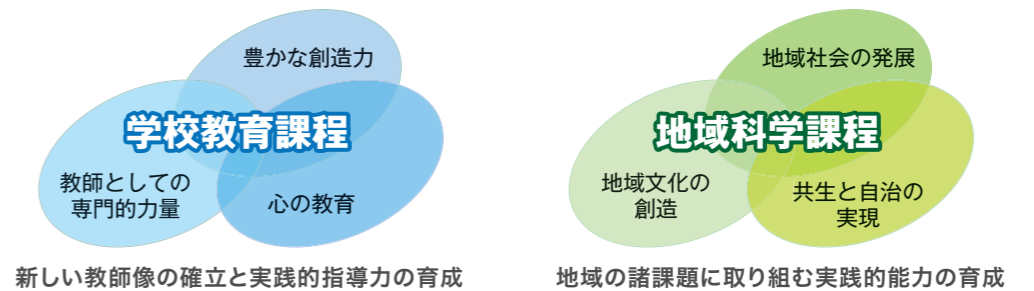 豊かな創造力
学校教育課程
教師としての
専門的力量
心の教育
新しい教師像の確立と実践的指導力の育成
地域社会の発展
地域科学課程
地域文化の
創造
共生と自治の
実現
地域の諸課題に取り組む実践的能力の育成